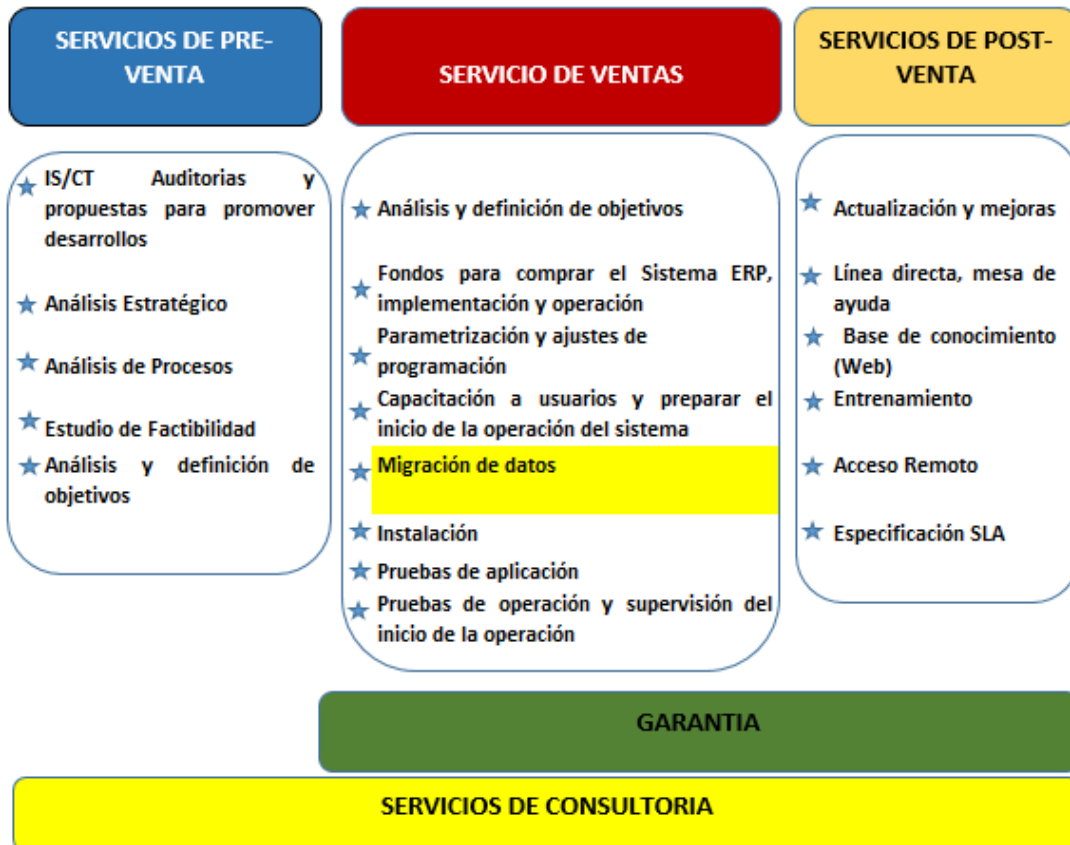 SERVICIOS DE PRE-
VENTA
SERVICIO DE VENTAS
SERVICIOS DE POST-
VENTA
IS/CT Auditorias y
propuestas para promover
desarrollos
Análisis Estratégico
Análisis de Procesos
Estudio de Factibilidad
Análisis y definición de
objetivos
Análisis y definición de objetivos
Fondos para comprar el Sistema ERP,
implementación y operación
Parametrización y ajustes de
programación
Capacitación a usuarios y preparar el
inicio de la operación del sistema
Migración de datos
Instalación
Pruebas de aplicación
Pruebas de operación y supervisión del
inicio de la operación
Actualización y mejoras
Línea directa, mesa de
ayuda
Base de conocimiento
(Web)
Entrenamiento
Acceso Remoto
Especificación SLA
GARANTIA
SERVICIOS DE CONSULTORIA